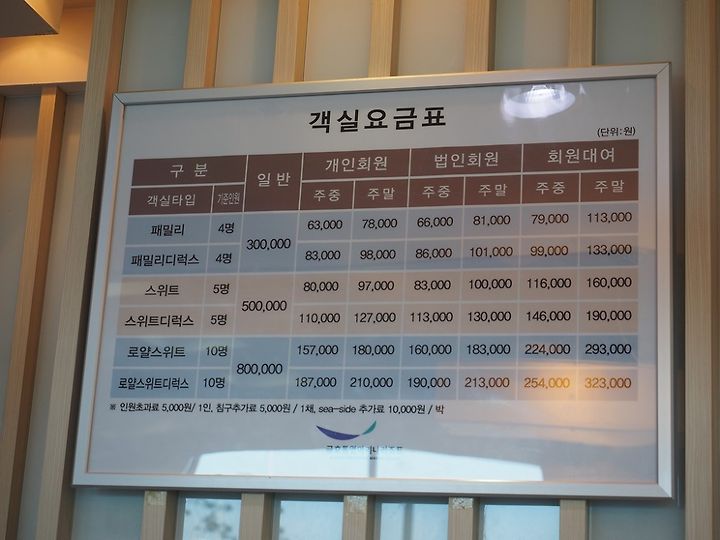 객실요금표
(단위:원)
구 분 일 반 개인회원 법인회원 회원대여
객실타입 기준인원 주중 주말 주중 주말 주중 주말
패밀리 4명 300,000 63,000 78,000 66,000 81,000 79,000 113,000
패밀리디럭스 4명 83,000 98,000 86,000 101,000 99,000 133,000
스위트 5명 500,000 80,000 97,000 83,000 100,000 116,000 160,000
스위트디럭스 5명 110,000 127,000 113,000 130,000 146,000 190,000
로얄스위트 10명 800,000 157,000 180,000 160,000 183,000 224,000 293,000
로얄스위트디럭스 10명 187,000 210,000 190,000 213,000 254,000 323,000
※ 인원초과료 5,000원/ 1인, 침구추가료 5,000원 / 1채, sea-side 추가료 10,000원 / 박